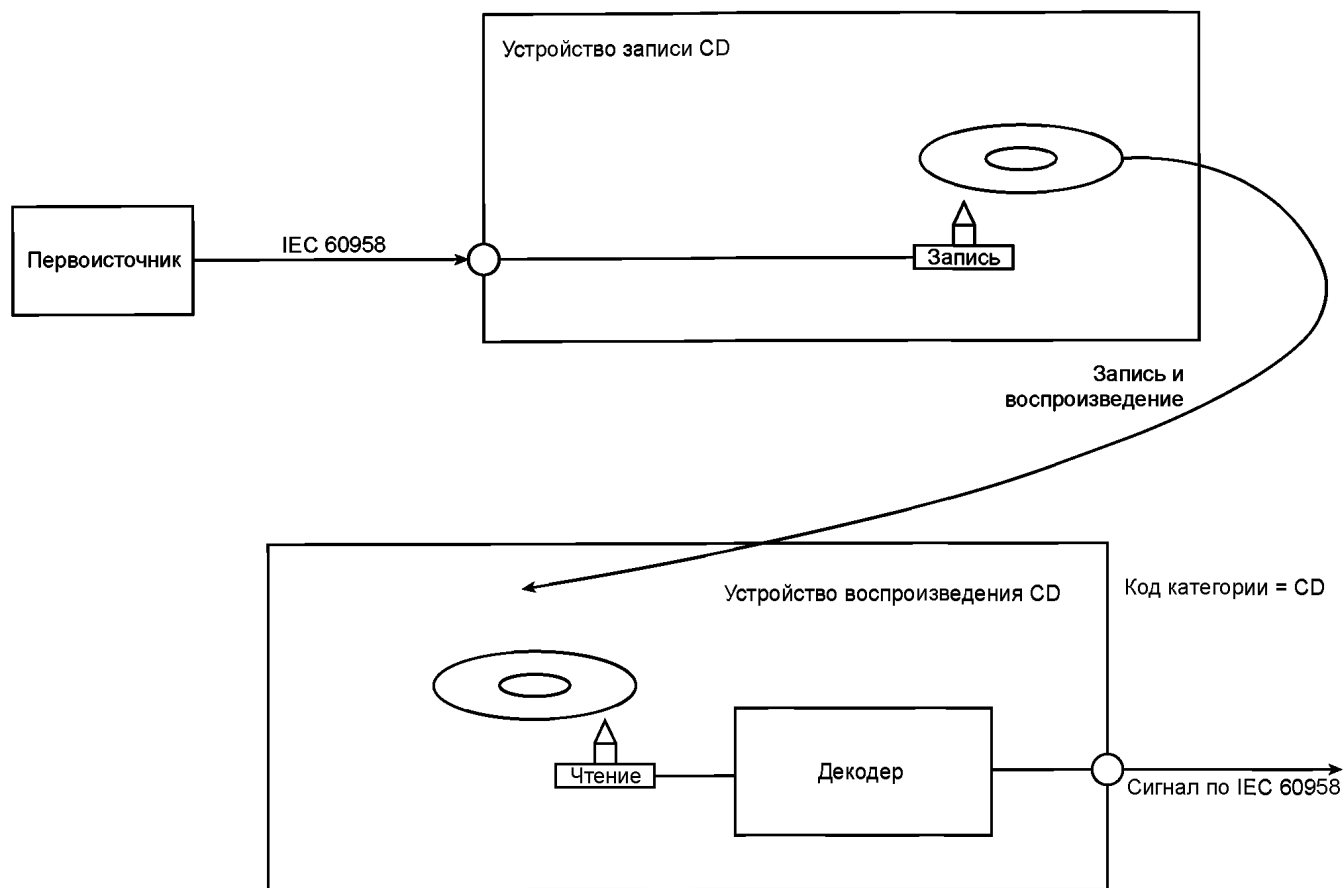 Устройство записи CD
Первоисточник
IEC 60958
Запись
Запись и
воспроизведение
Устройство воспроизведения CD
Код категории = CD
Чтение
Декодер
Сигнал по IEC 60958